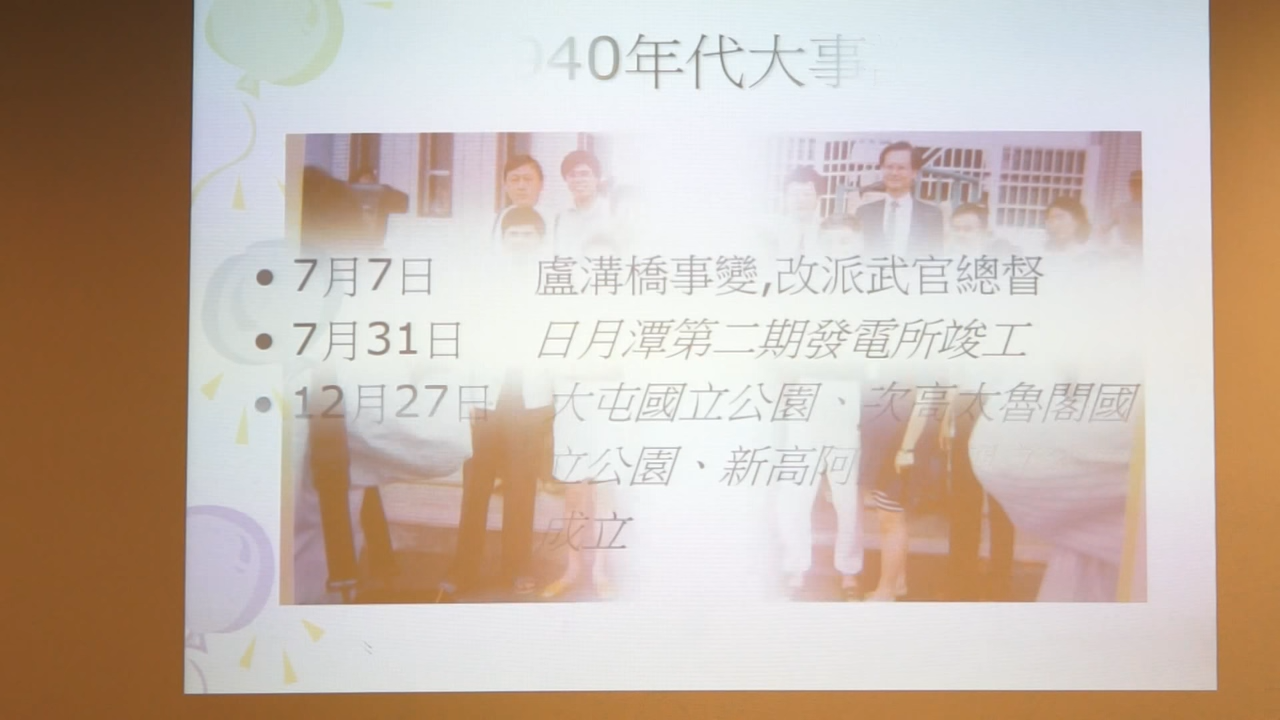 940年代大事
7月7日 盧溝橋事變,改派武官總督
7月31日 日月潭第二期發電所竣工
12月27日 大屯國立公園、次高太魯閣國
立公園、新高阿
成立